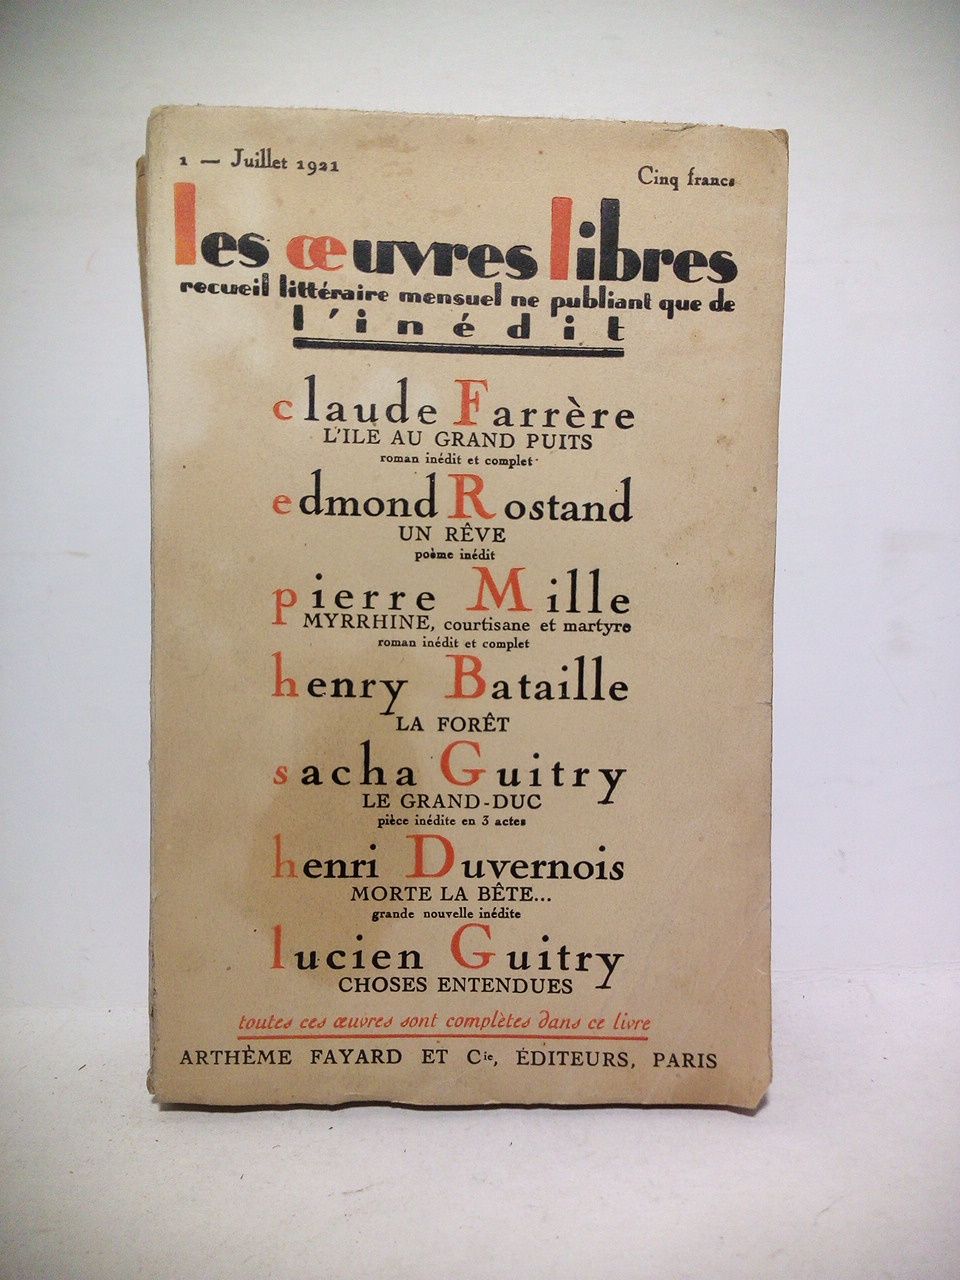 1 — Juillet 1921
Cinq francs
les œuvres libres
recueil littéraire mensuel ne publiant que de
l'inédit
claude Farrère
L'ILE AU GRAND PUITS
roman inédit et complet
edmond Rostand
UN RÊVE
poème inédit
pierre Mille
MYRRHINE, courtisane et martyre
roman inédit et complet
henry Bataille
LA FORÊT
sacha Guitry
LE GRAND-DUC
pièce inédite en 3 actes
henri Duvernois
MORTE LA BÊTE...
grande nouvelle inédite
lucien Guitry
CHOSES ENTENDUES
toutes ces œuvres sont complètes dans ce livre
ARTHÈME FAYARD ET Cie, ÉDITEURS, PARIS